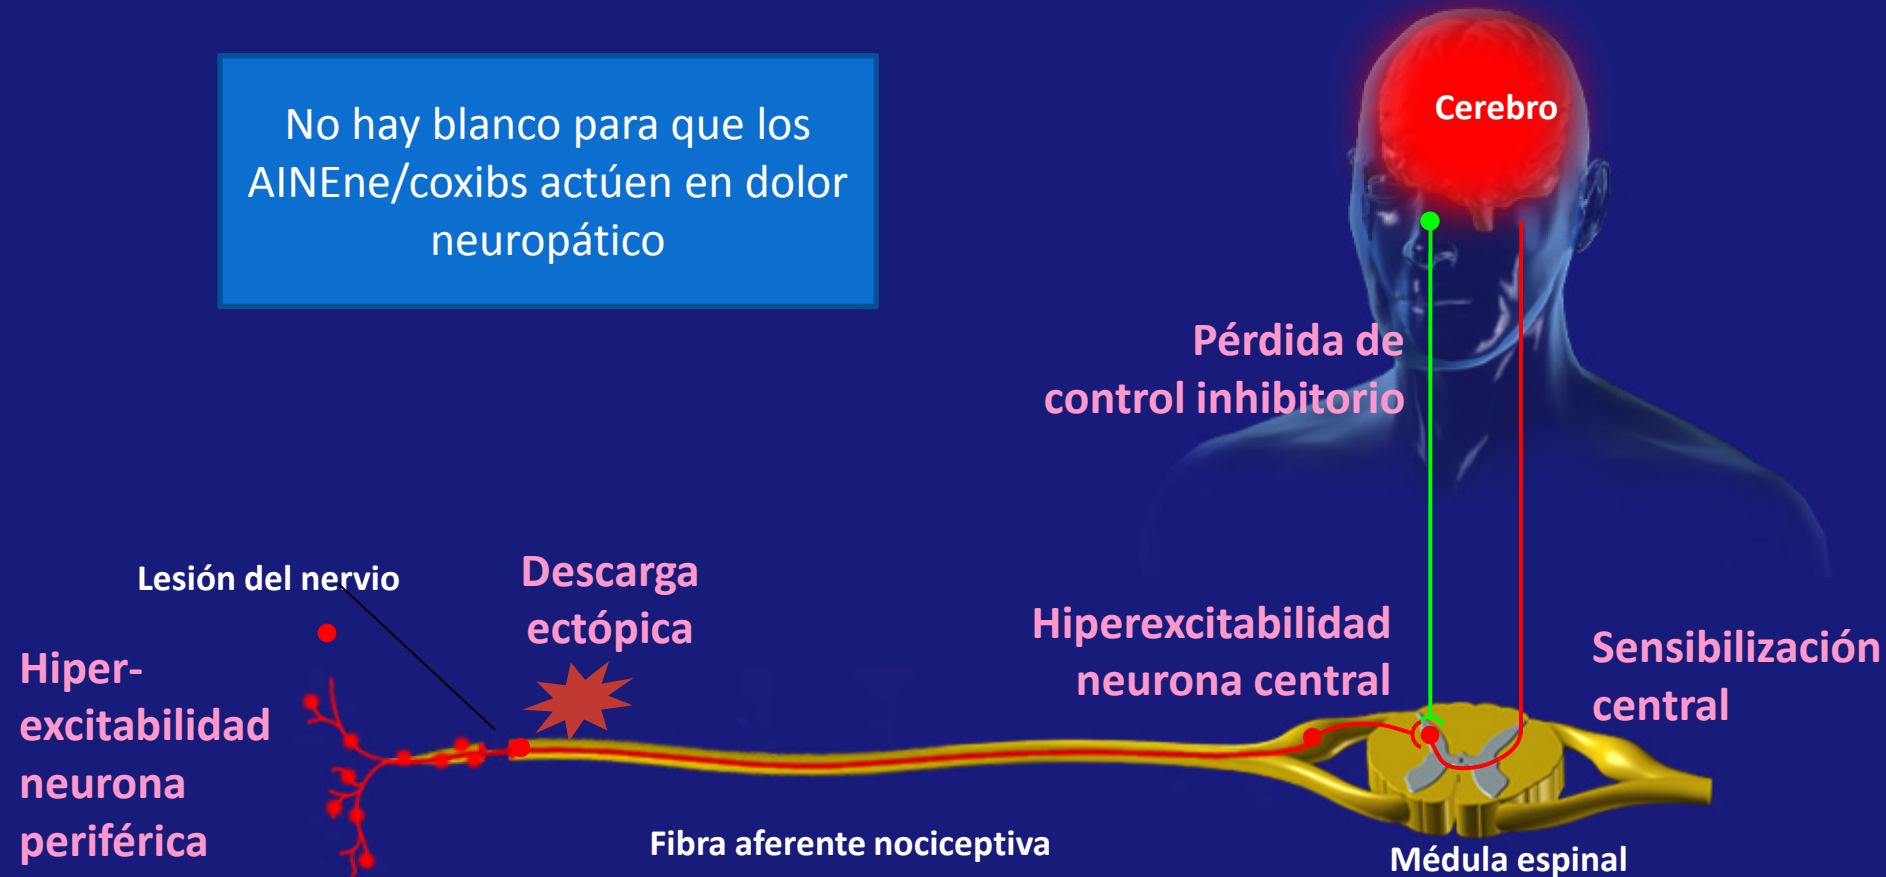 No hay blanco para que los
AINEne/coxibs actúen en dolor
neuropático
Cerebro
Pérdida de
control inhibitorio
Lesión del nervio
Descarga
ectópica
Hiper-
excitabilidad
neurona
periférica
Hiperexcitabilidad
neurona central
Sensibilización
central
Fibra aferente nociceptiva
Médula espinal